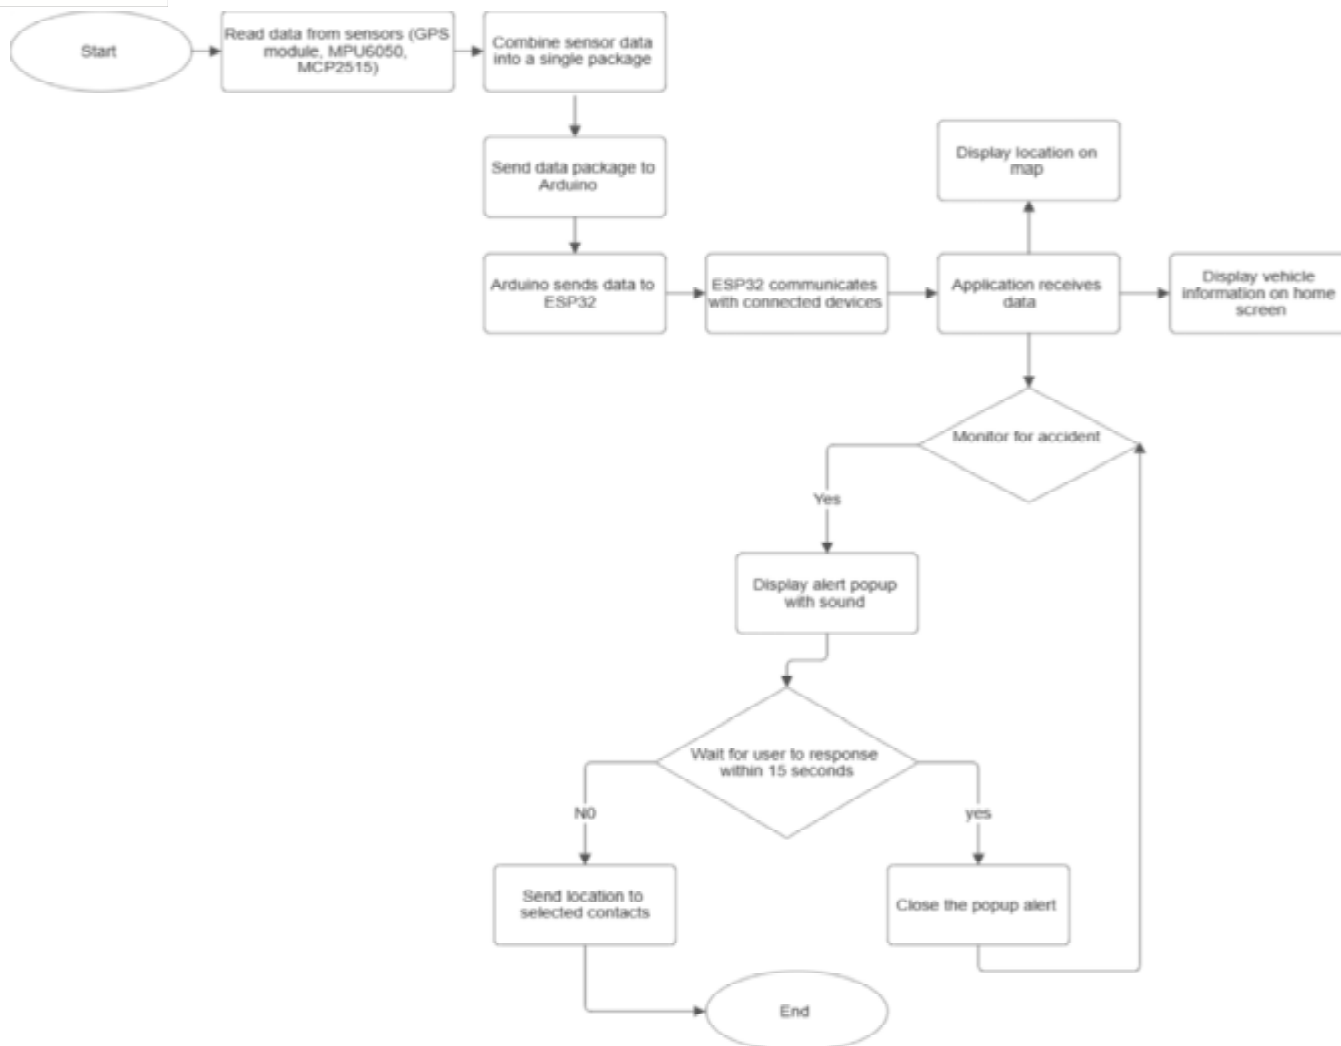 Start
Read data from sensors (GPS
module, MPU6050,
MCP2515)
Combine sensor data
into a single package
Send data package to
Arduino
Display location on
map
Arduino sends data to
ESP32
ESP32 communicates
with connected devices
Application receives
data
Display vehicle
information on home
screen
Monitor for accident
Yes
Display alert popup
with sound
Wait for user to response
within 15 seconds
N0
yes
Send location to
selected contacts
Close the popup alert
End